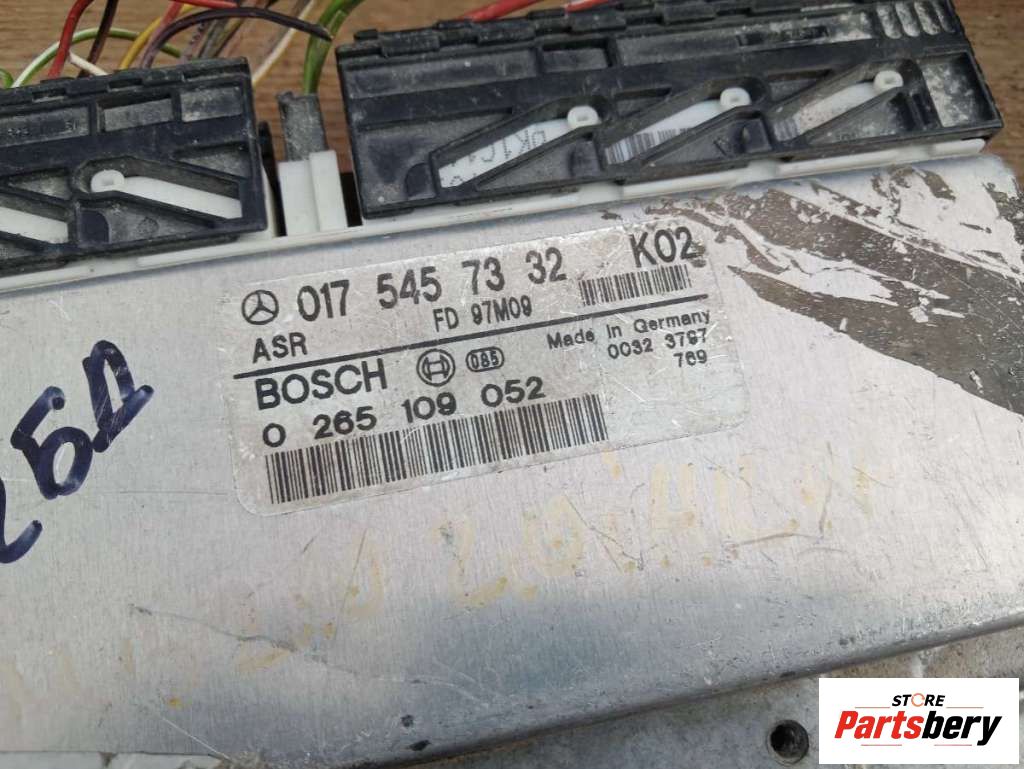 017 545 73 32 K02
ASR FD 97M09
BOSCH 085 Made In Germany
0 265 109 052 0032 3797
769
STORE
Partsbery